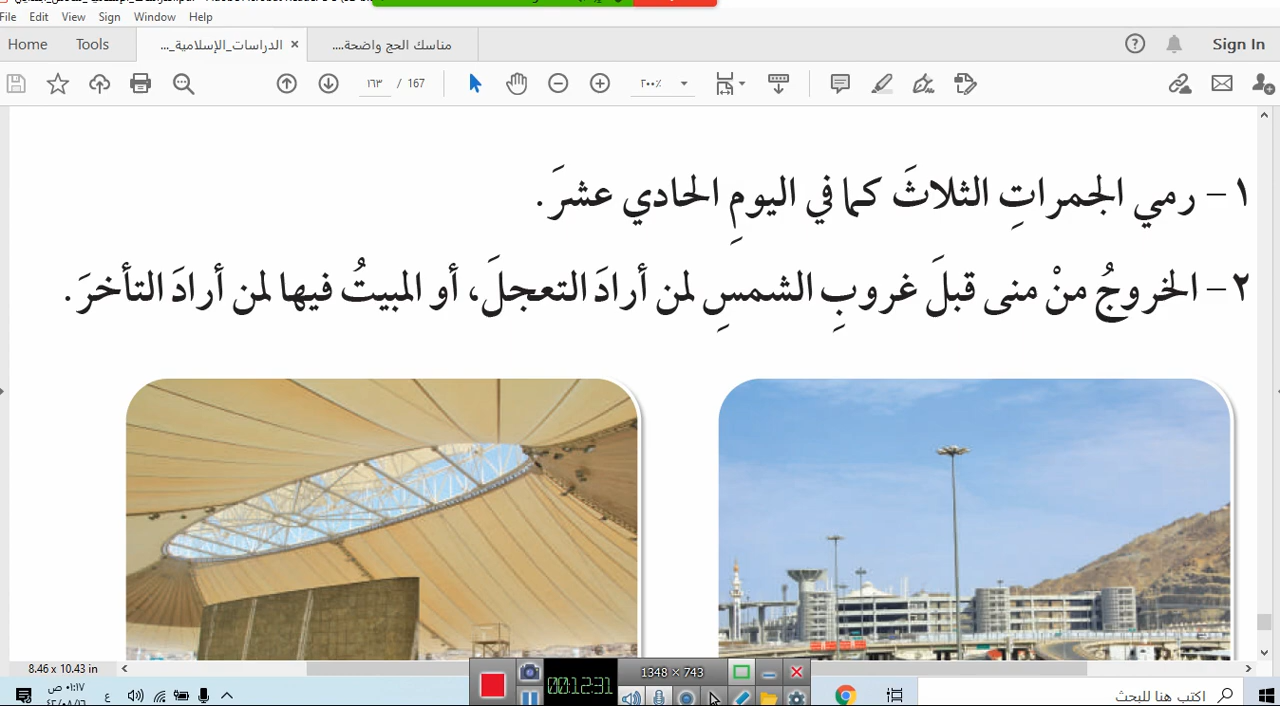 File Edit View Sign Window Help
Home Tools الدراسات_الإسلامية_... × مناسك الحج واضحة.... Sign In
١٦٣ / 167 ٢٠٠٪
١ – رمي الجمراتِ الثلاثَ كما في اليومِ الحادي عشرَ.
٢ – الخروجُ منْ منى قبلَ غروبِ الشمسِ لمن أرادَ التعجلَ، أو المبيتُ فيها لمن أرادَ التأخرَ.
8.46 x 10.43 in
1348 × 743
00:12:31
٠١:١٧ ص
ع
اكتب هنا للبحث